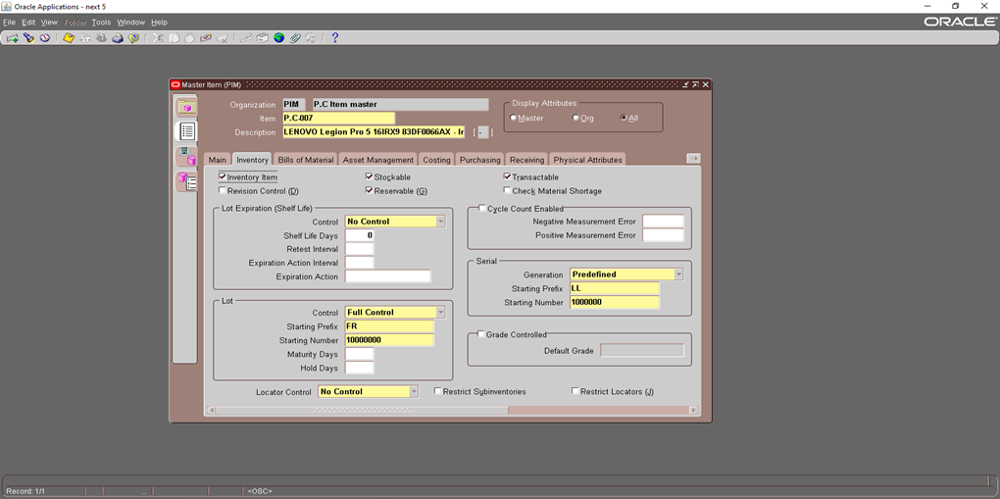 Oracle Applications - next 5
File Edit View Folder Tools Window Help
ORACLE
?
Master Item (PIM)
Organization PIM P.C Item master
Item P.C-007
Description LENOVO Legion Pro 5 16IRX9 83DF0066AX - Ir [ - ]
Display Attributes
Master Org All
Main Inventory Bills of Material Asset Management Costing Purchasing Receiving Physical Attributes
Inventory Item Stockable Transactable
Revision Control (D) Reservable (G) Check Material Shortage
Lot Expiration (Shelf Life)
Control No Control
Shelf Life Days 0
Retest Interval
Expiration Action Interval
Expiration Action
Cycle Count Enabled
Negative Measurement Error
Positive Measurement Error
Serial
Generation Predefined
Starting Prefix LL
Starting Number 1000000
Lot
Control Full Control
Starting Prefix FR
Starting Number 10000000
Maturity Days
Hold Days
Grade Controlled
Default Grade
Locator Control No Control Restrict Subinventories Restrict Locators (J)
Record: 1/1 ... <OSC>